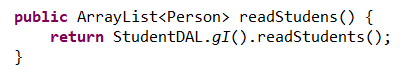 public ArrayList<Person> readStudens() {
    return StudentDAL.gI().readStudents();
}